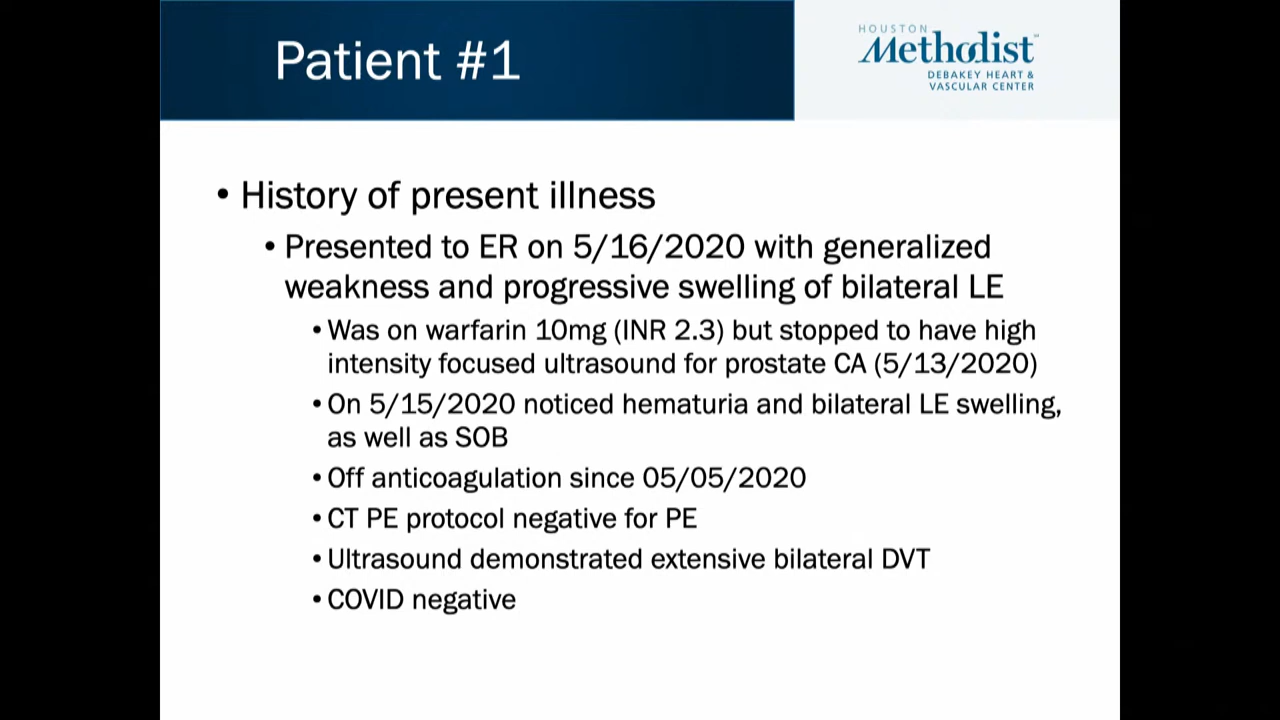 Patient #1
HOUSTON
Methodist
DEBAKEY HEART &
VASCULAR CENTER
• History of present illness
• Presented to ER on 5/16/2020 with generalized
weakness and progressive swelling of bilateral LE
• Was on warfarin 10mg (INR 2.3) but stopped to have high
intensity focused ultrasound for prostate CA (5/13/2020)
• On 5/15/2020 noticed hematuria and bilateral LE swelling,
as well as SOB
• Off anticoagulation since 05/05/2020
• CT PE protocol negative for PE
• Ultrasound demonstrated extensive bilateral DVT
• COVID negative